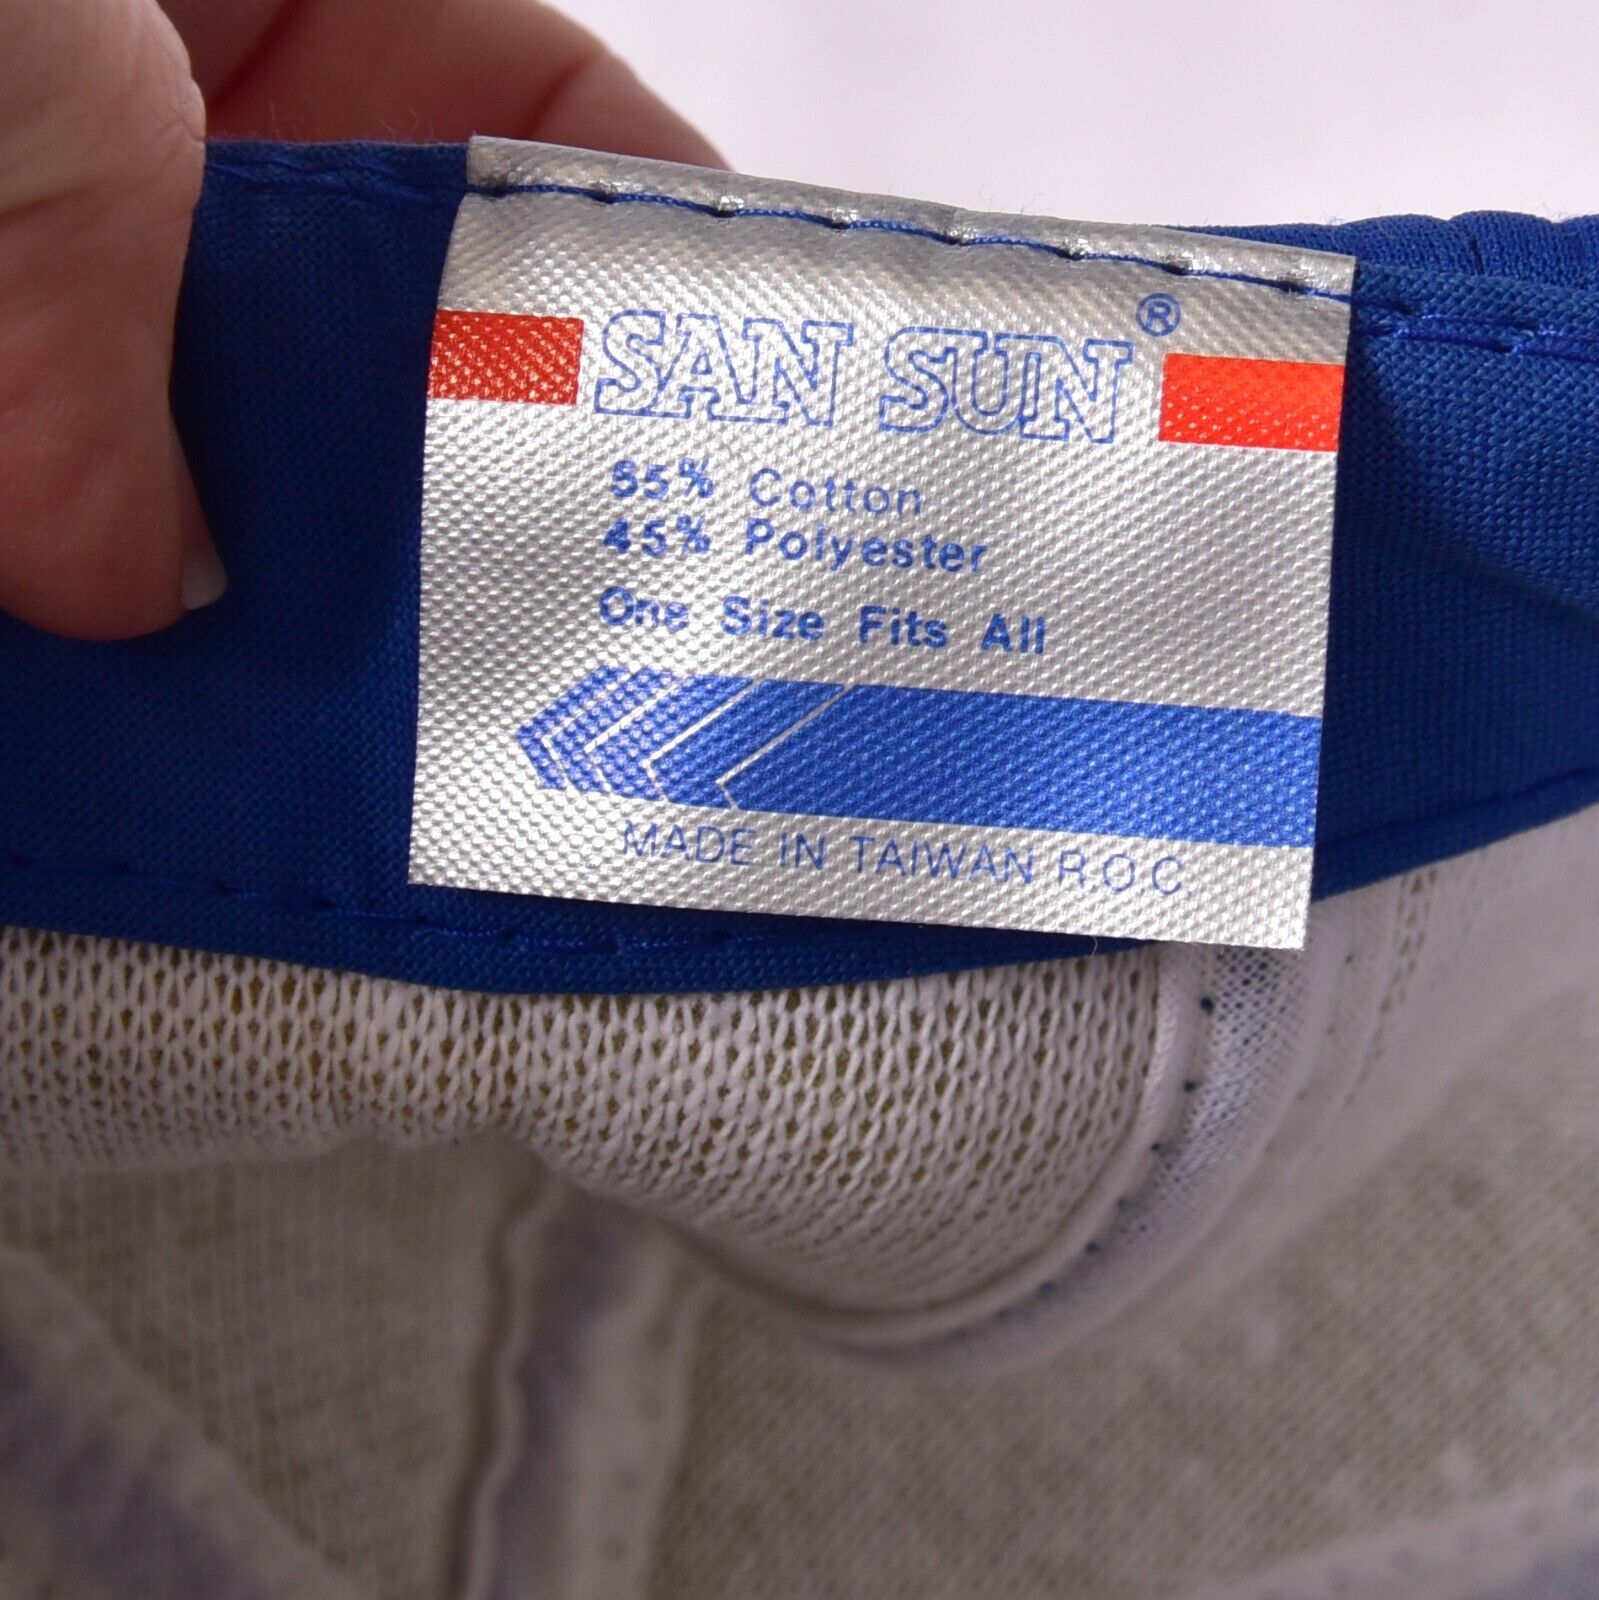 SAN SUN®
55% Cotton
45% Polyester
One Size Fits All
MADE IN TAIWAN R.O.C.